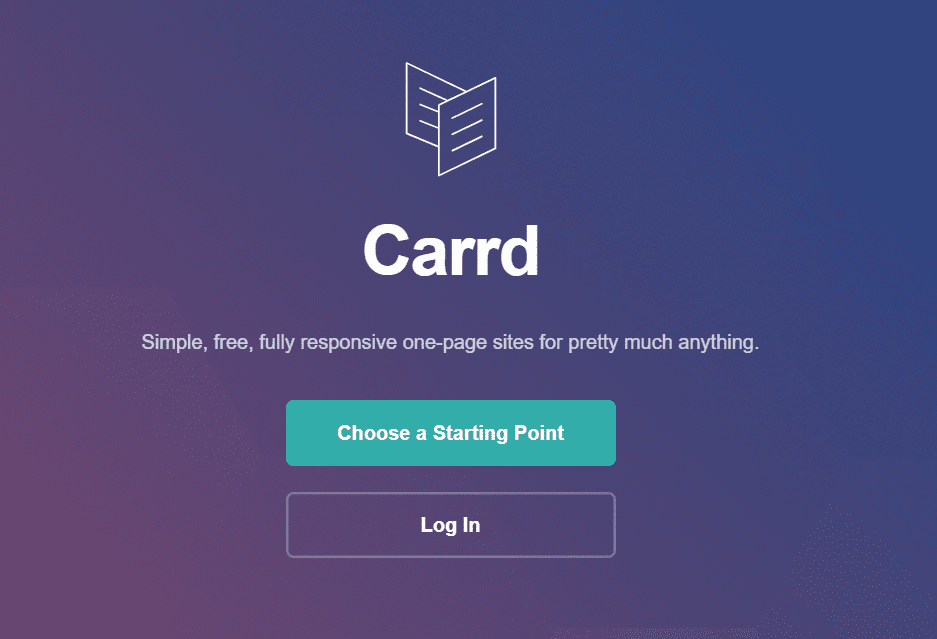 Carrd
Simple, free, fully responsive one-page sites for pretty much anything.
Choose a Starting Point
Log In